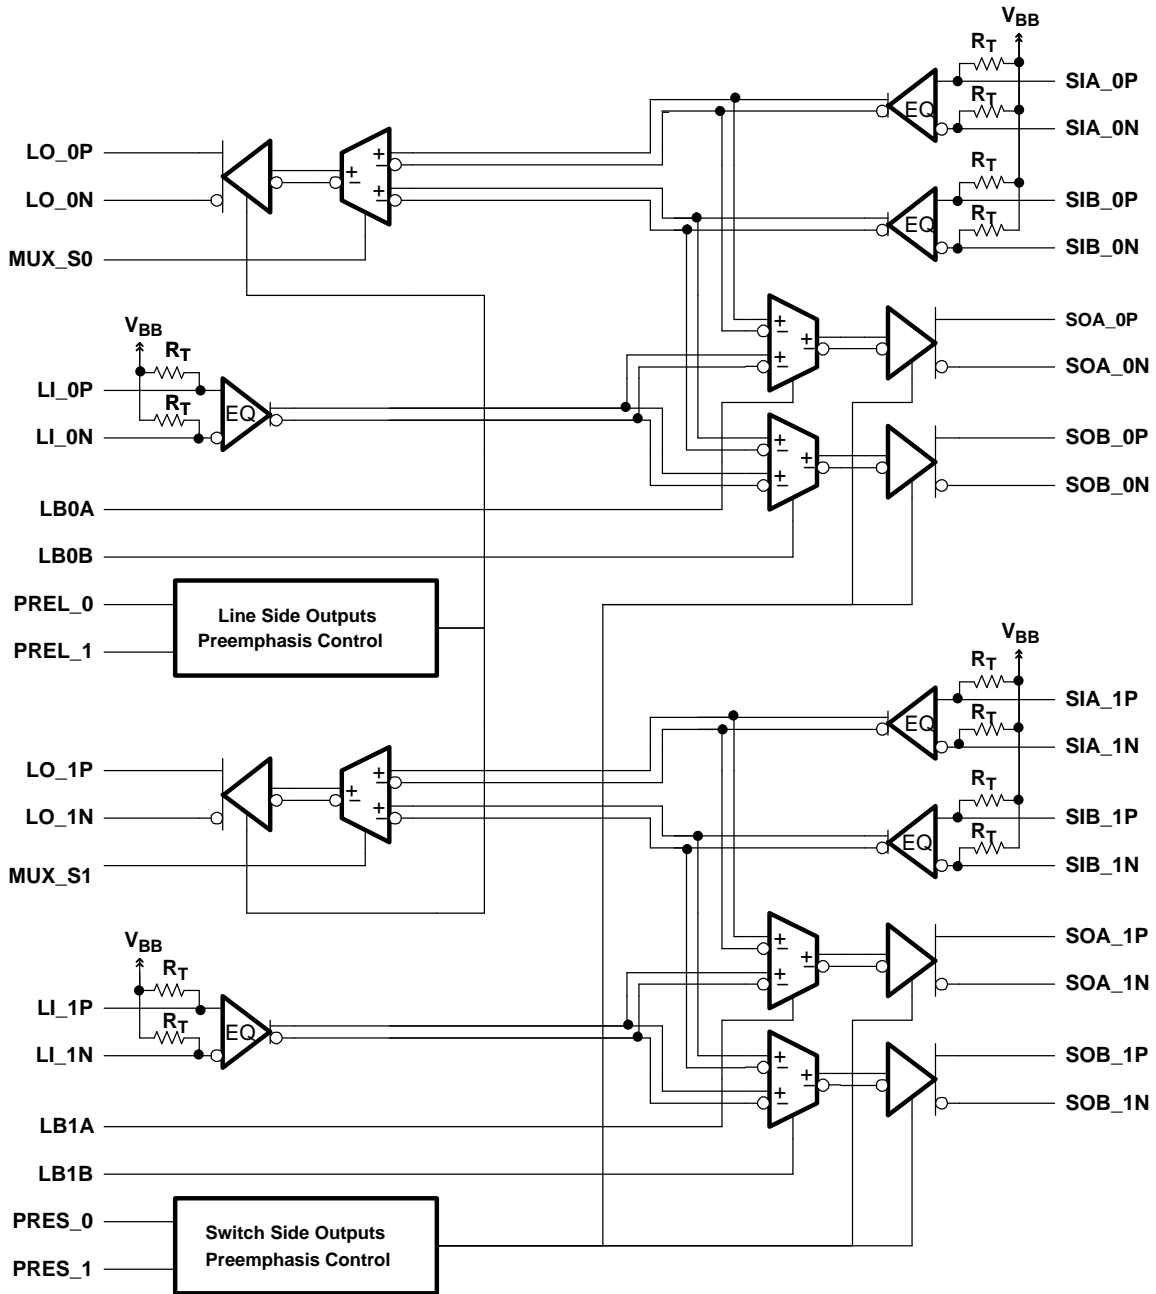 VBB
RT
SIA_0P
RT
SIA_0N
EQ
LO_0P
LO_0N
+
−
+
−
+
−
RT
SIB_0P
RT
SIB_0N
EQ
MUX_S0
VBB
RT
LI_0P
RT
LI_0N
EQ
+
−
+
−
+
−
SOA_0P
SOA_0N
+
−
+
−
+
−
SOB_0P
SOB_0N
LB0A
LB0B
PREL_0
PREL_1
Line Side Outputs
Preemphasis Control
VBB
RT
SIA_1P
RT
SIA_1N
EQ
LO_1P
LO_1N
+
−
+
−
+
−
RT
SIB_1P
RT
SIB_1N
EQ
MUX_S1
VBB
RT
LI_1P
RT
LI_1N
EQ
+
−
+
−
+
−
SOA_1P
SOA_1N
+
−
+
−
+
−
SOB_1P
SOB_1N
LB1A
LB1B
PRES_0
PRES_1
Switch Side Outputs
Preemphasis Control